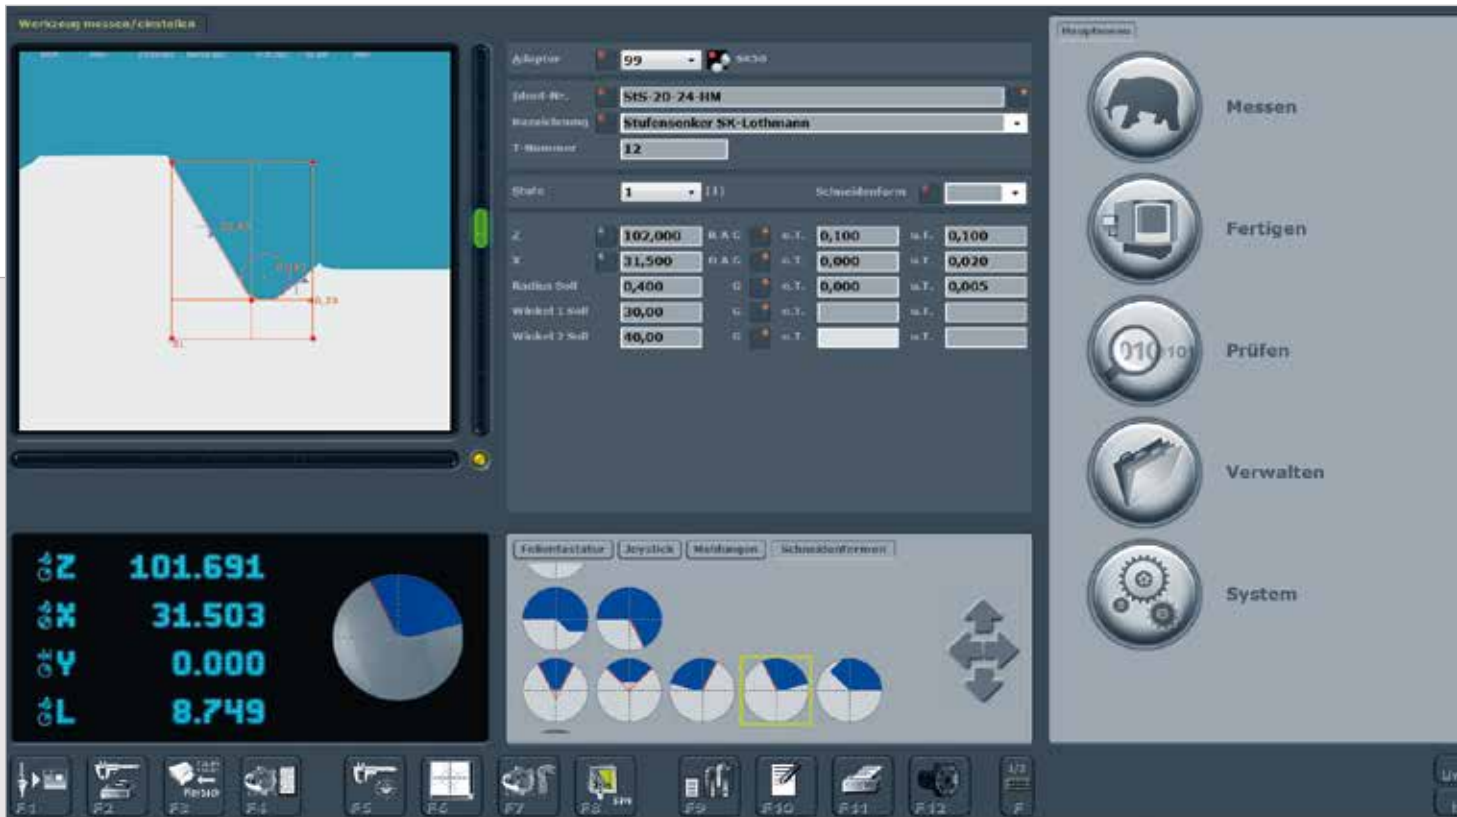 Werkzeug messen/einstellen
Adapter 99 SK50
Ident-Nr. StS-20-24-HM
Bezeichnung Stufensenker SX-Lothmann
T-Nummer 12
Stufe 1 (1) Schneidenform
Z 102,000 o.T. 0,100 u.T. 0,100
X 31,500 o.T. 0,000 u.T. 0,020
Radius Soll 0,400 G o.T. 0,000 u.T. 0,005
Winkel 1 Soll 30,00 G o.T. u.T.
Winkel 2 Soll 40,00 G o.T. u.T.
Z 101.691
X 31.503
Y 0.000
L 8.749
Folientastatur Joystick Meldungen Schneidenformen
Hauptmenu
Messen
Fertigen
Prüfen
Verwalten
System
F1 F2 F3 F4 F5 F6 F7 F8 F9 F10 F11 F12 F